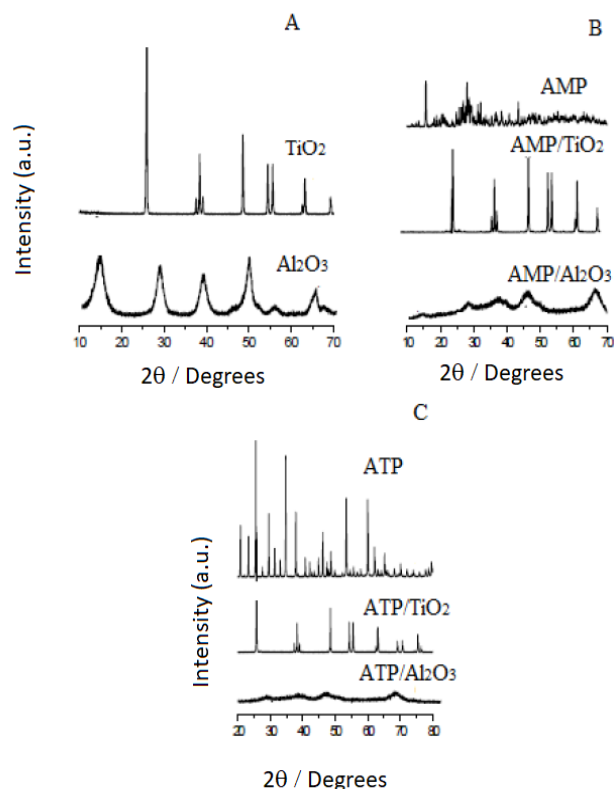 A
TiO₂
Al₂O₃
Intensity (a.u.)
10 20 30 40 50 60 70
2θ / Degrees
B
AMP
AMP/TiO₂
AMP/Al₂O₃
10 20 30 40 50 60 70
2θ / Degrees
C
ATP
ATP/TiO₂
ATP/Al₂O₃
Intensity (a.u.)
20 30 40 50 60 70 80
2θ / Degrees